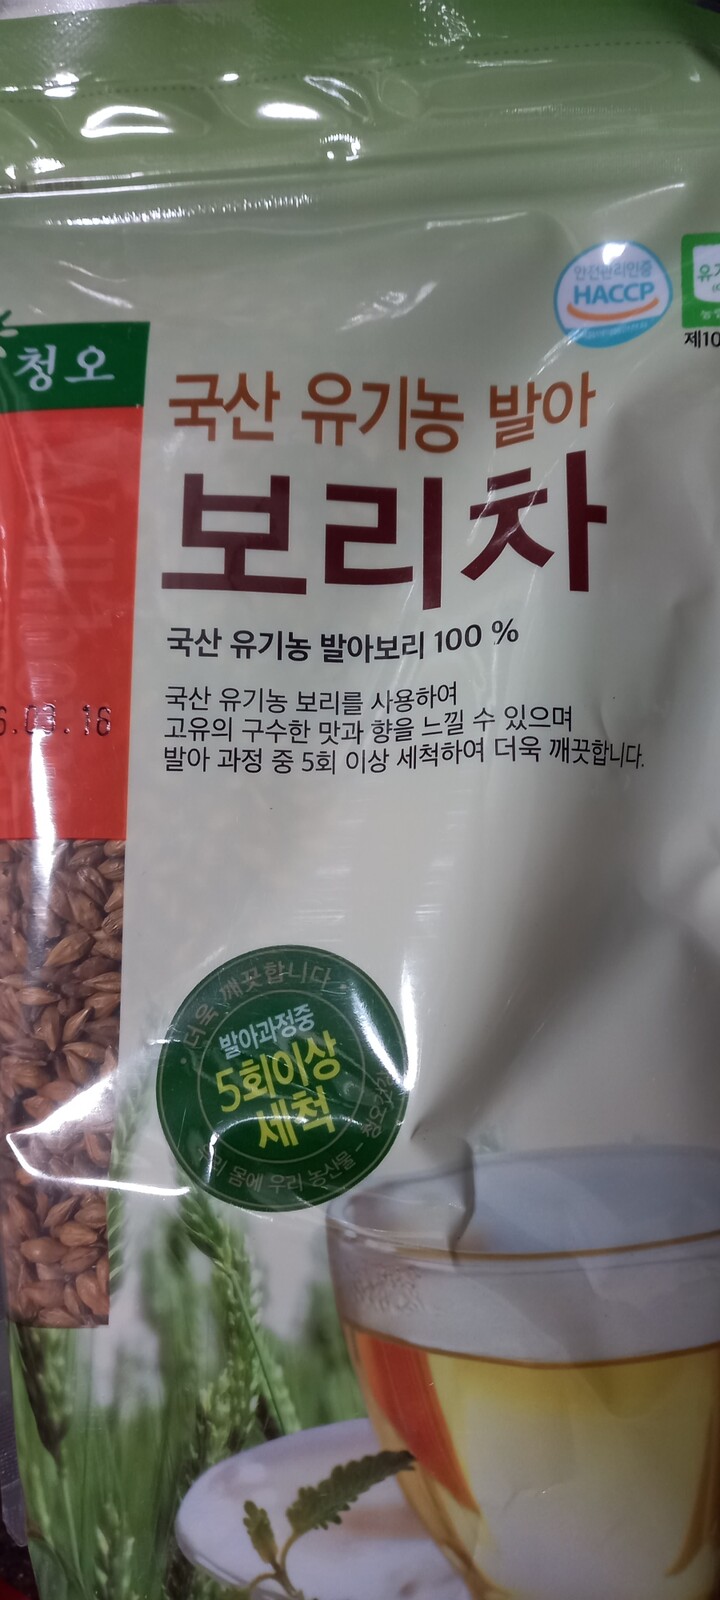 안전관리인증
HACCP
제10
청오
국산 유기농 발아
보리차
국산 유기농 발아보리 100 %
국산 유기농 보리를 사용하여
고유의 구수한 맛과 향을 느낄 수 있으며
발아 과정 중 5회 이상 세척하여 더욱 깨끗합니다.
더욱 깨끗합니다
발아과정중
5회이상
세척
몸에 우리 농산물